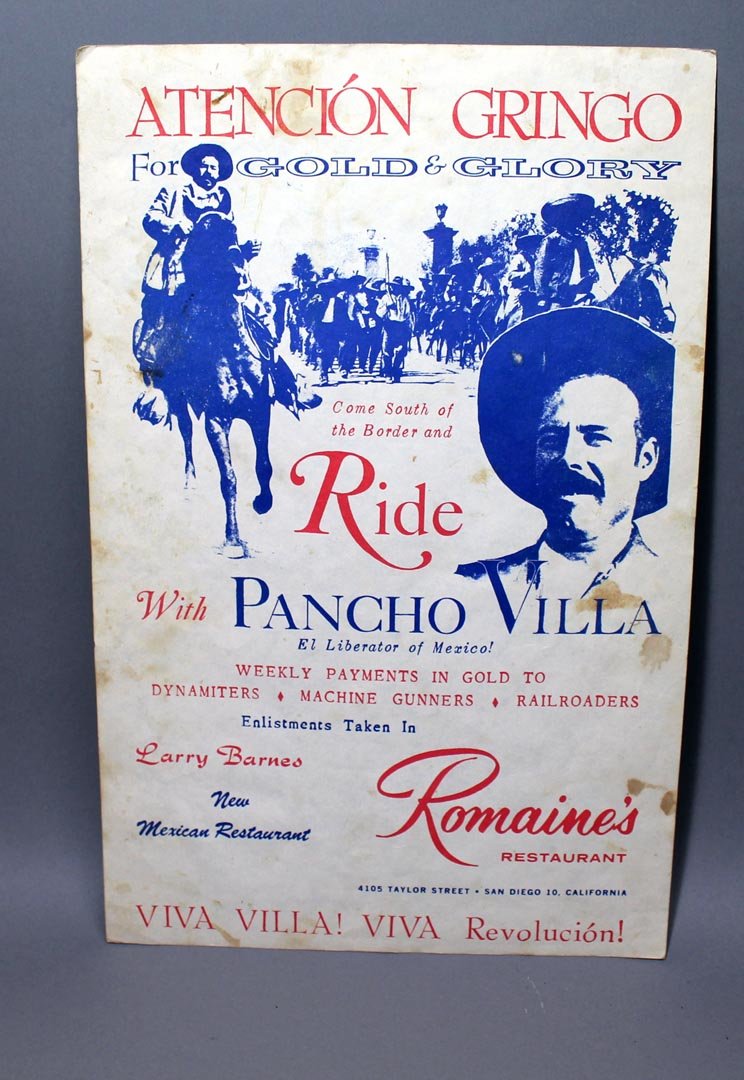 ATENCIÓN GRINGO
For GOLD & GLORY
Come South of
the Border and
Ride
With PANCHO VILLA
El Liberator of Mexico!
WEEKLY PAYMENTS IN GOLD TO
DYNAMITERS ♦ MACHINE GUNNERS ♦ RAILROADERS
Enlistments Taken In
Larry Barnes
New
Mexican Restaurant
Romaine's
RESTAURANT
4105 TAYLOR STREET • SAN DIEGO 10, CALIFORNIA
VIVA VILLA! VIVA Revolución!